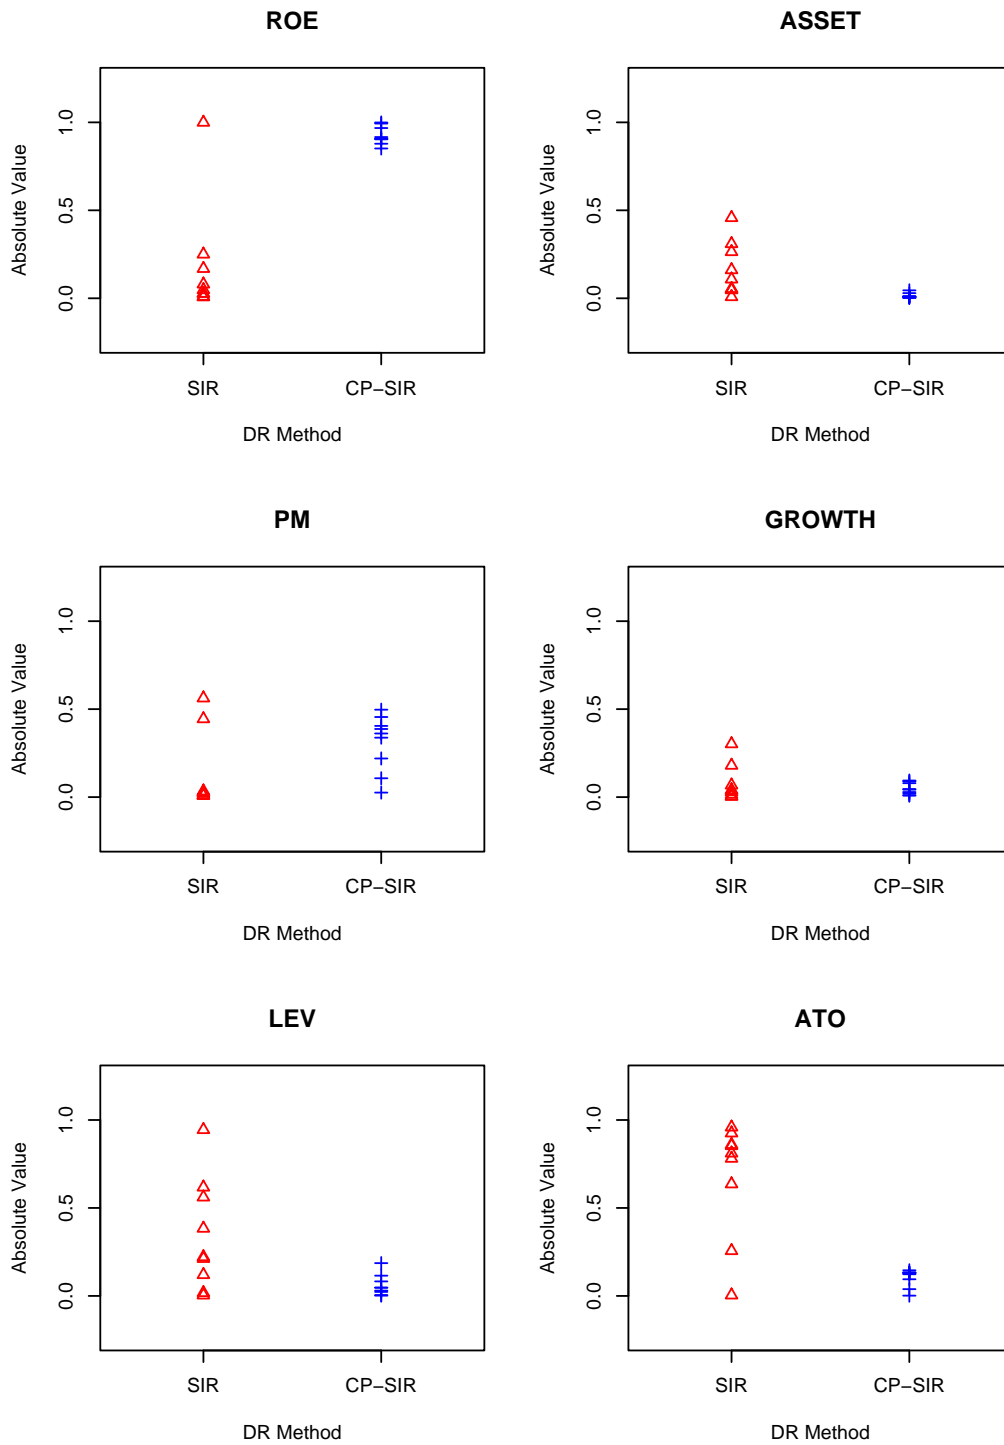 ROE
Absolute Value
1.0
0.5
0.0
SIR CP−SIR
DR Method
ASSET
Absolute Value
1.0
0.5
0.0
SIR CP−SIR
DR Method
PM
Absolute Value
1.0
0.5
0.0
SIR CP−SIR
DR Method
GROWTH
Absolute Value
1.0
0.5
0.0
SIR CP−SIR
DR Method
LEV
Absolute Value
1.0
0.5
0.0
SIR CP−SIR
DR Method
ATO
Absolute Value
1.0
0.5
0.0
SIR CP−SIR
DR Method